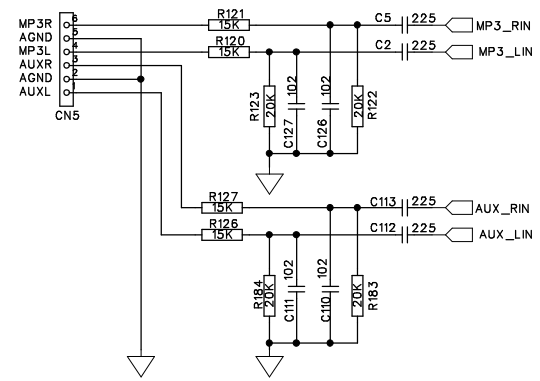 R121
C5 225
MP3R 6 15K MP3_RIN
AGND 5
R120 C2 225
MP3L 4 15K MP3_LIN
AUXR 3
AGND 2
AUXL 1
CN5
R123 20K 102 C127 102 C126 20K R122
R127
C113 225
15K AUX_RIN
R126 C112 225
15K AUX_LIN
R184 20K 102 C111 102 C110 20K R183